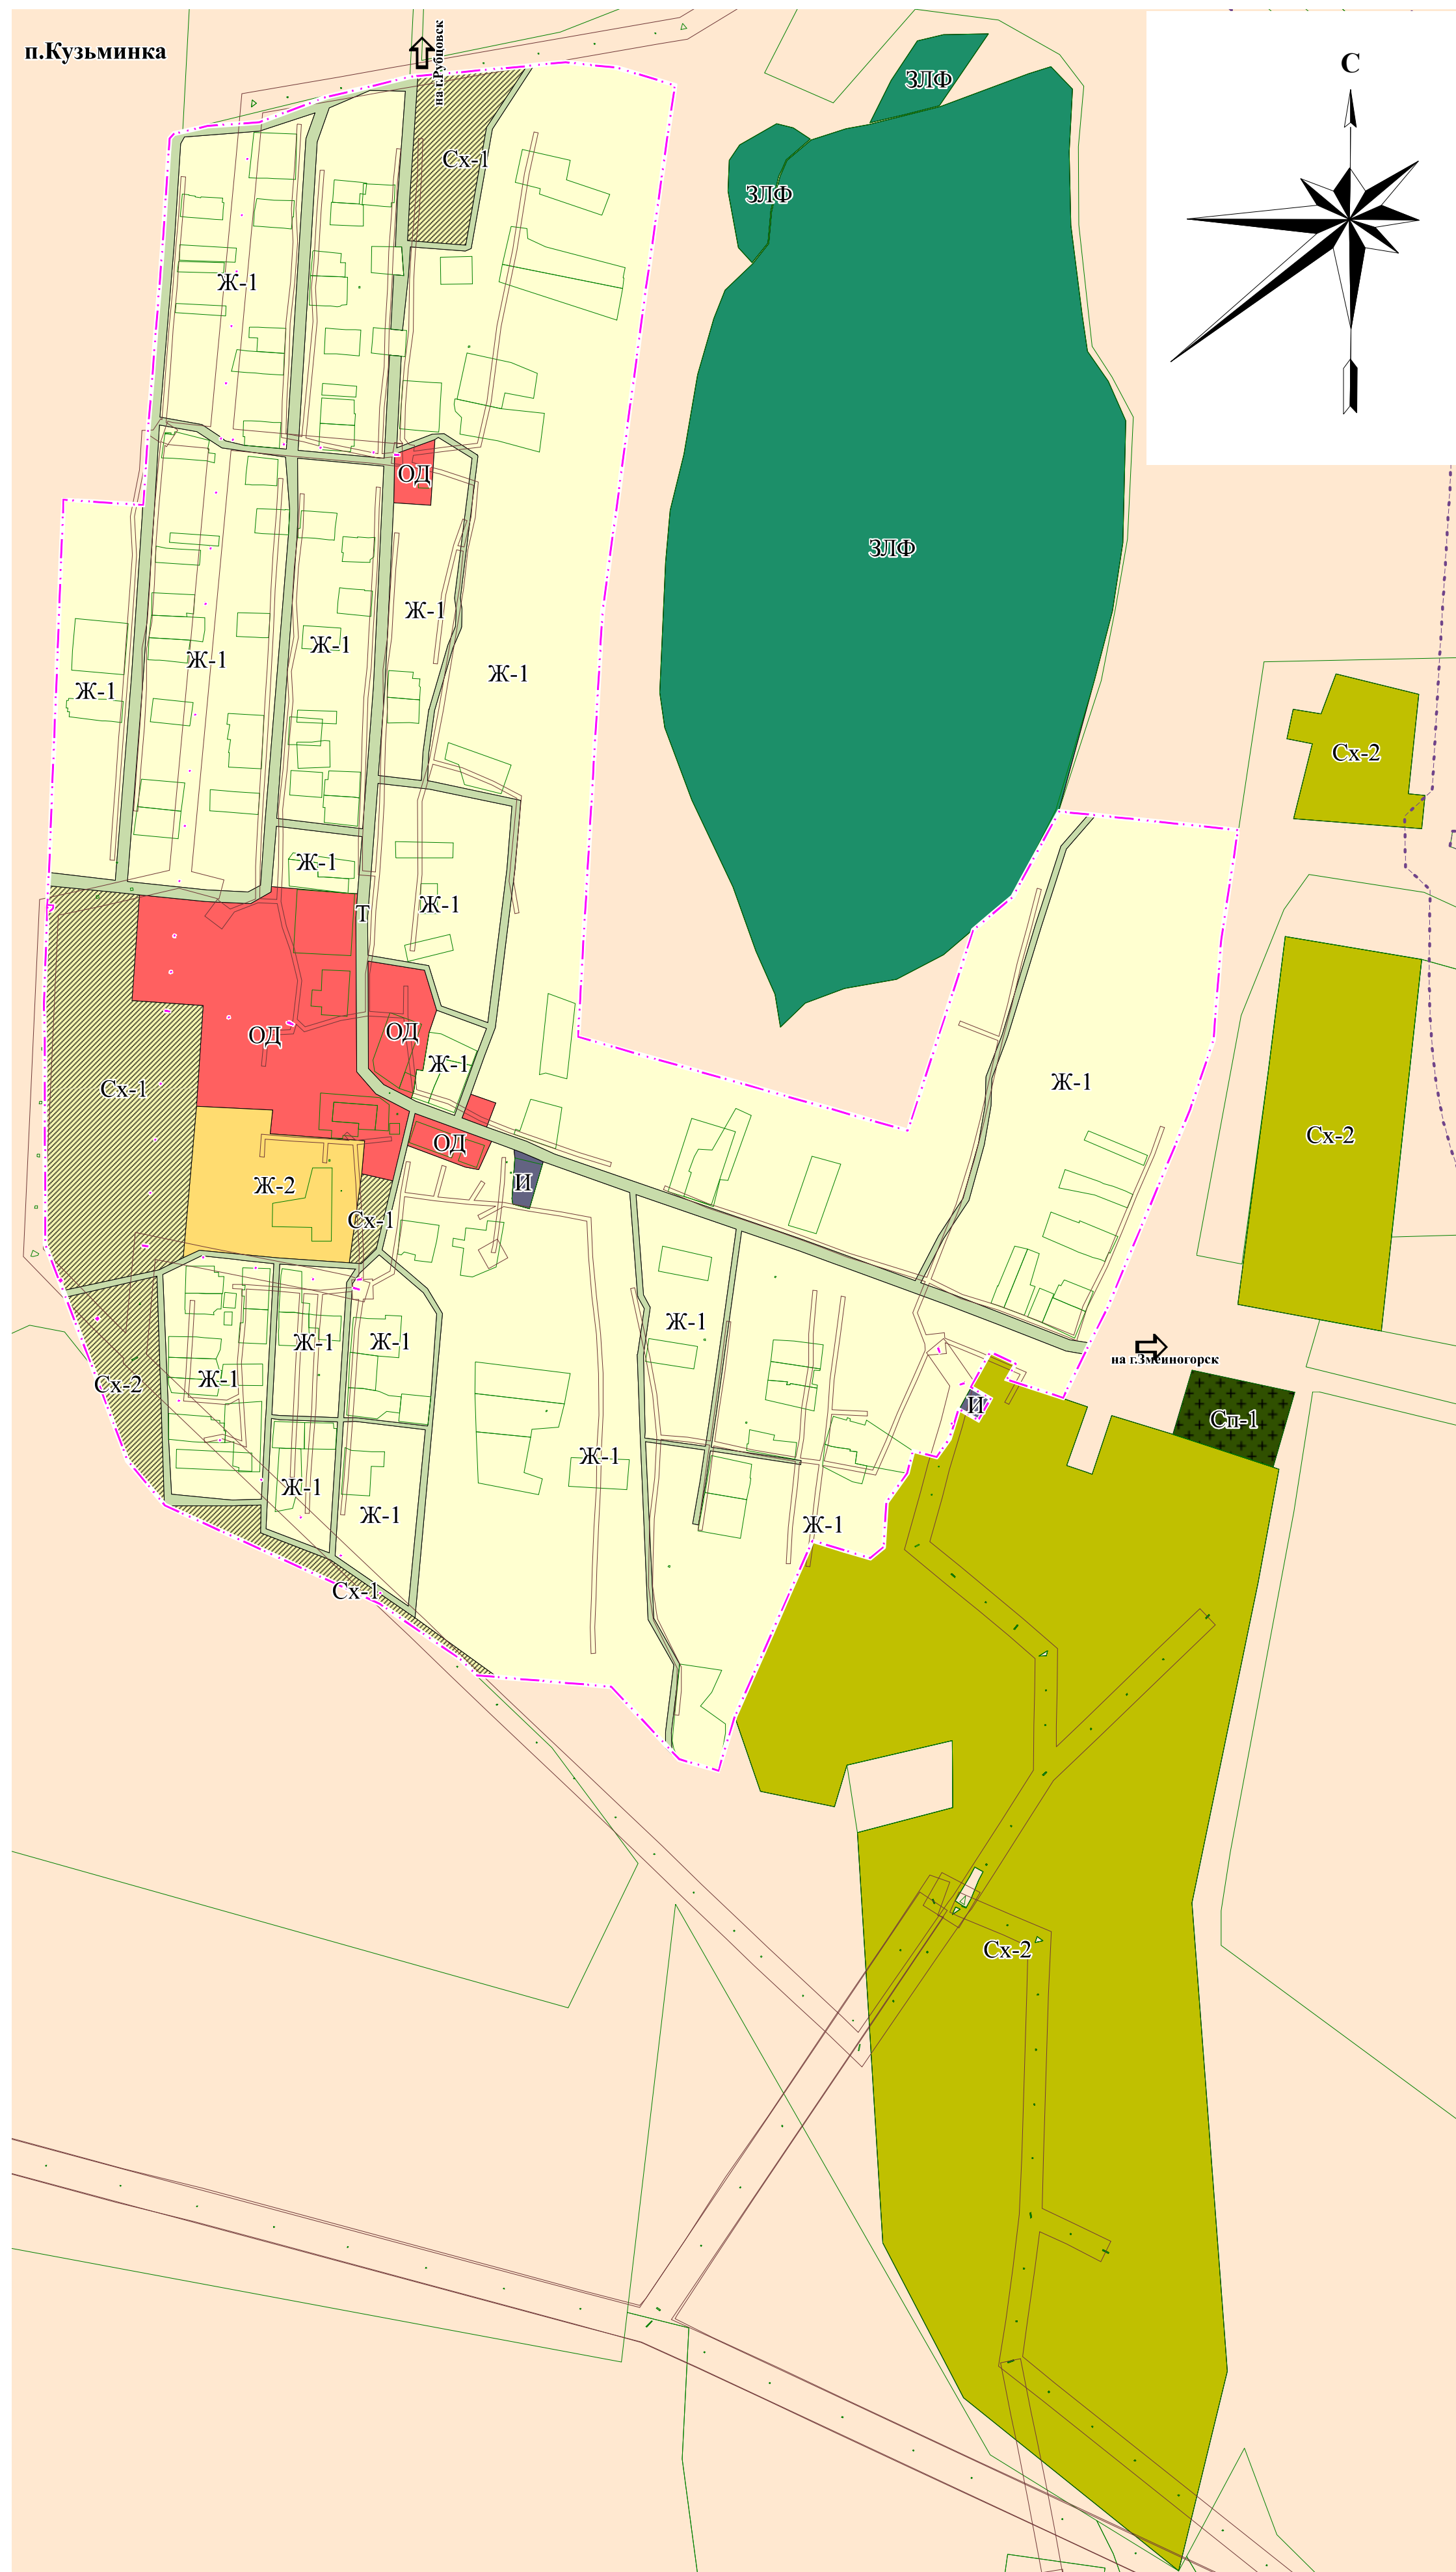 п.Кузьминка
на г.Рубцовск
С
ЗЛФ
Сх-1
ЗЛФ
Ж-1
ОД
ЗЛФ
Ж-1
Ж-1
Ж-1
Ж-1
Ж-1
Сх-2
Ж-1
Ж-1
Т
ОД
ОД
Ж-1
Ж-1
Сх-1
Сх-2
ОД
Ж-2
И
Сх-1
Ж-1
Ж-1
Ж-1
на г.Змеиногорск
Ж-1
Сх-2
И
Сп-1
Ж-1
Ж-1
Ж-1
Ж-1
Сх-1
Сх-2